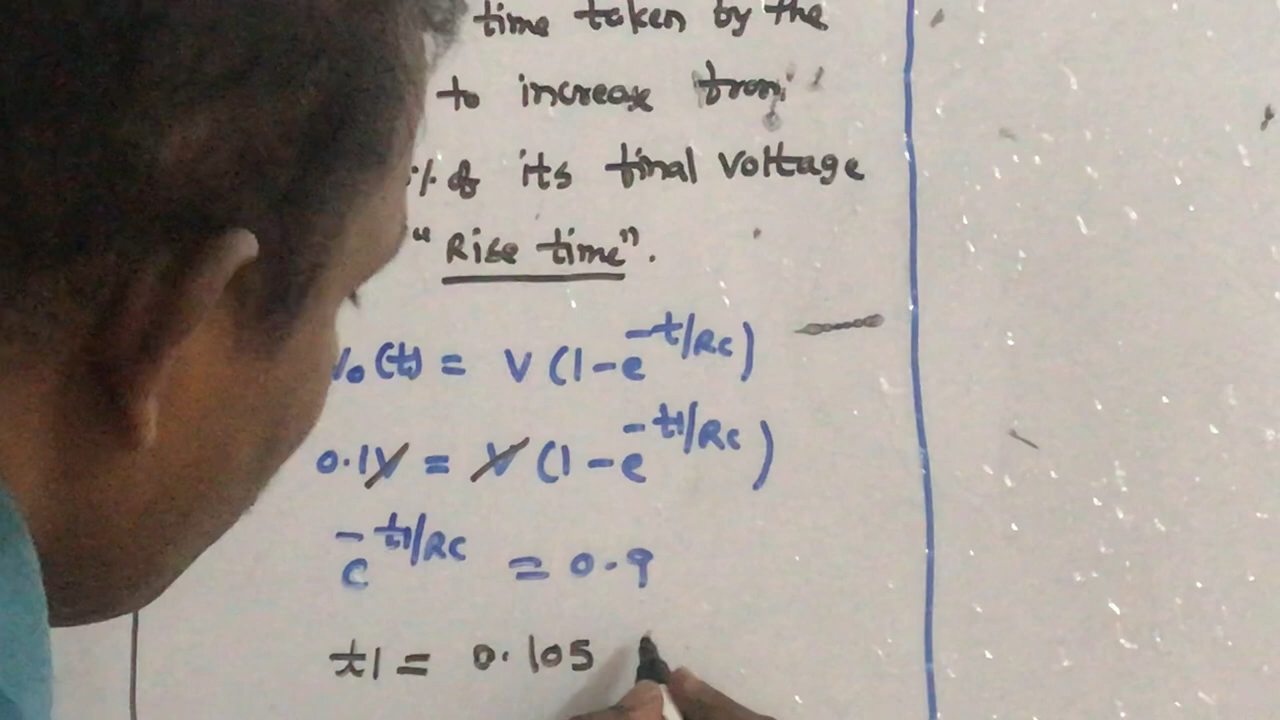 time taken by the
to increase from
% of its final voltage
"Rise time".
Vo(t) = V(1-e^-t/RC)
0.1V = V(1-e^-t1/RC)
e^-t1/RC = 0.9
t1 = 0.105